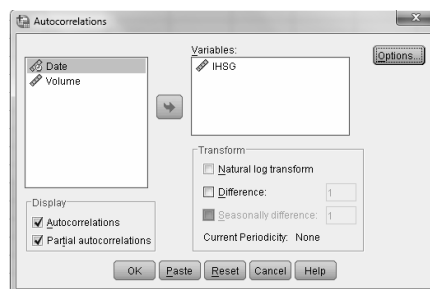 Autocorrelations
x
Date
Volume
Variables:
IHSG
Options...
Transform
Natural log transform
Difference: 1
Seasonally difference: 1
Current Periodicity: None
Display
Autocorrelations
Partial autocorrelations
OK Paste Reset Cancel Help